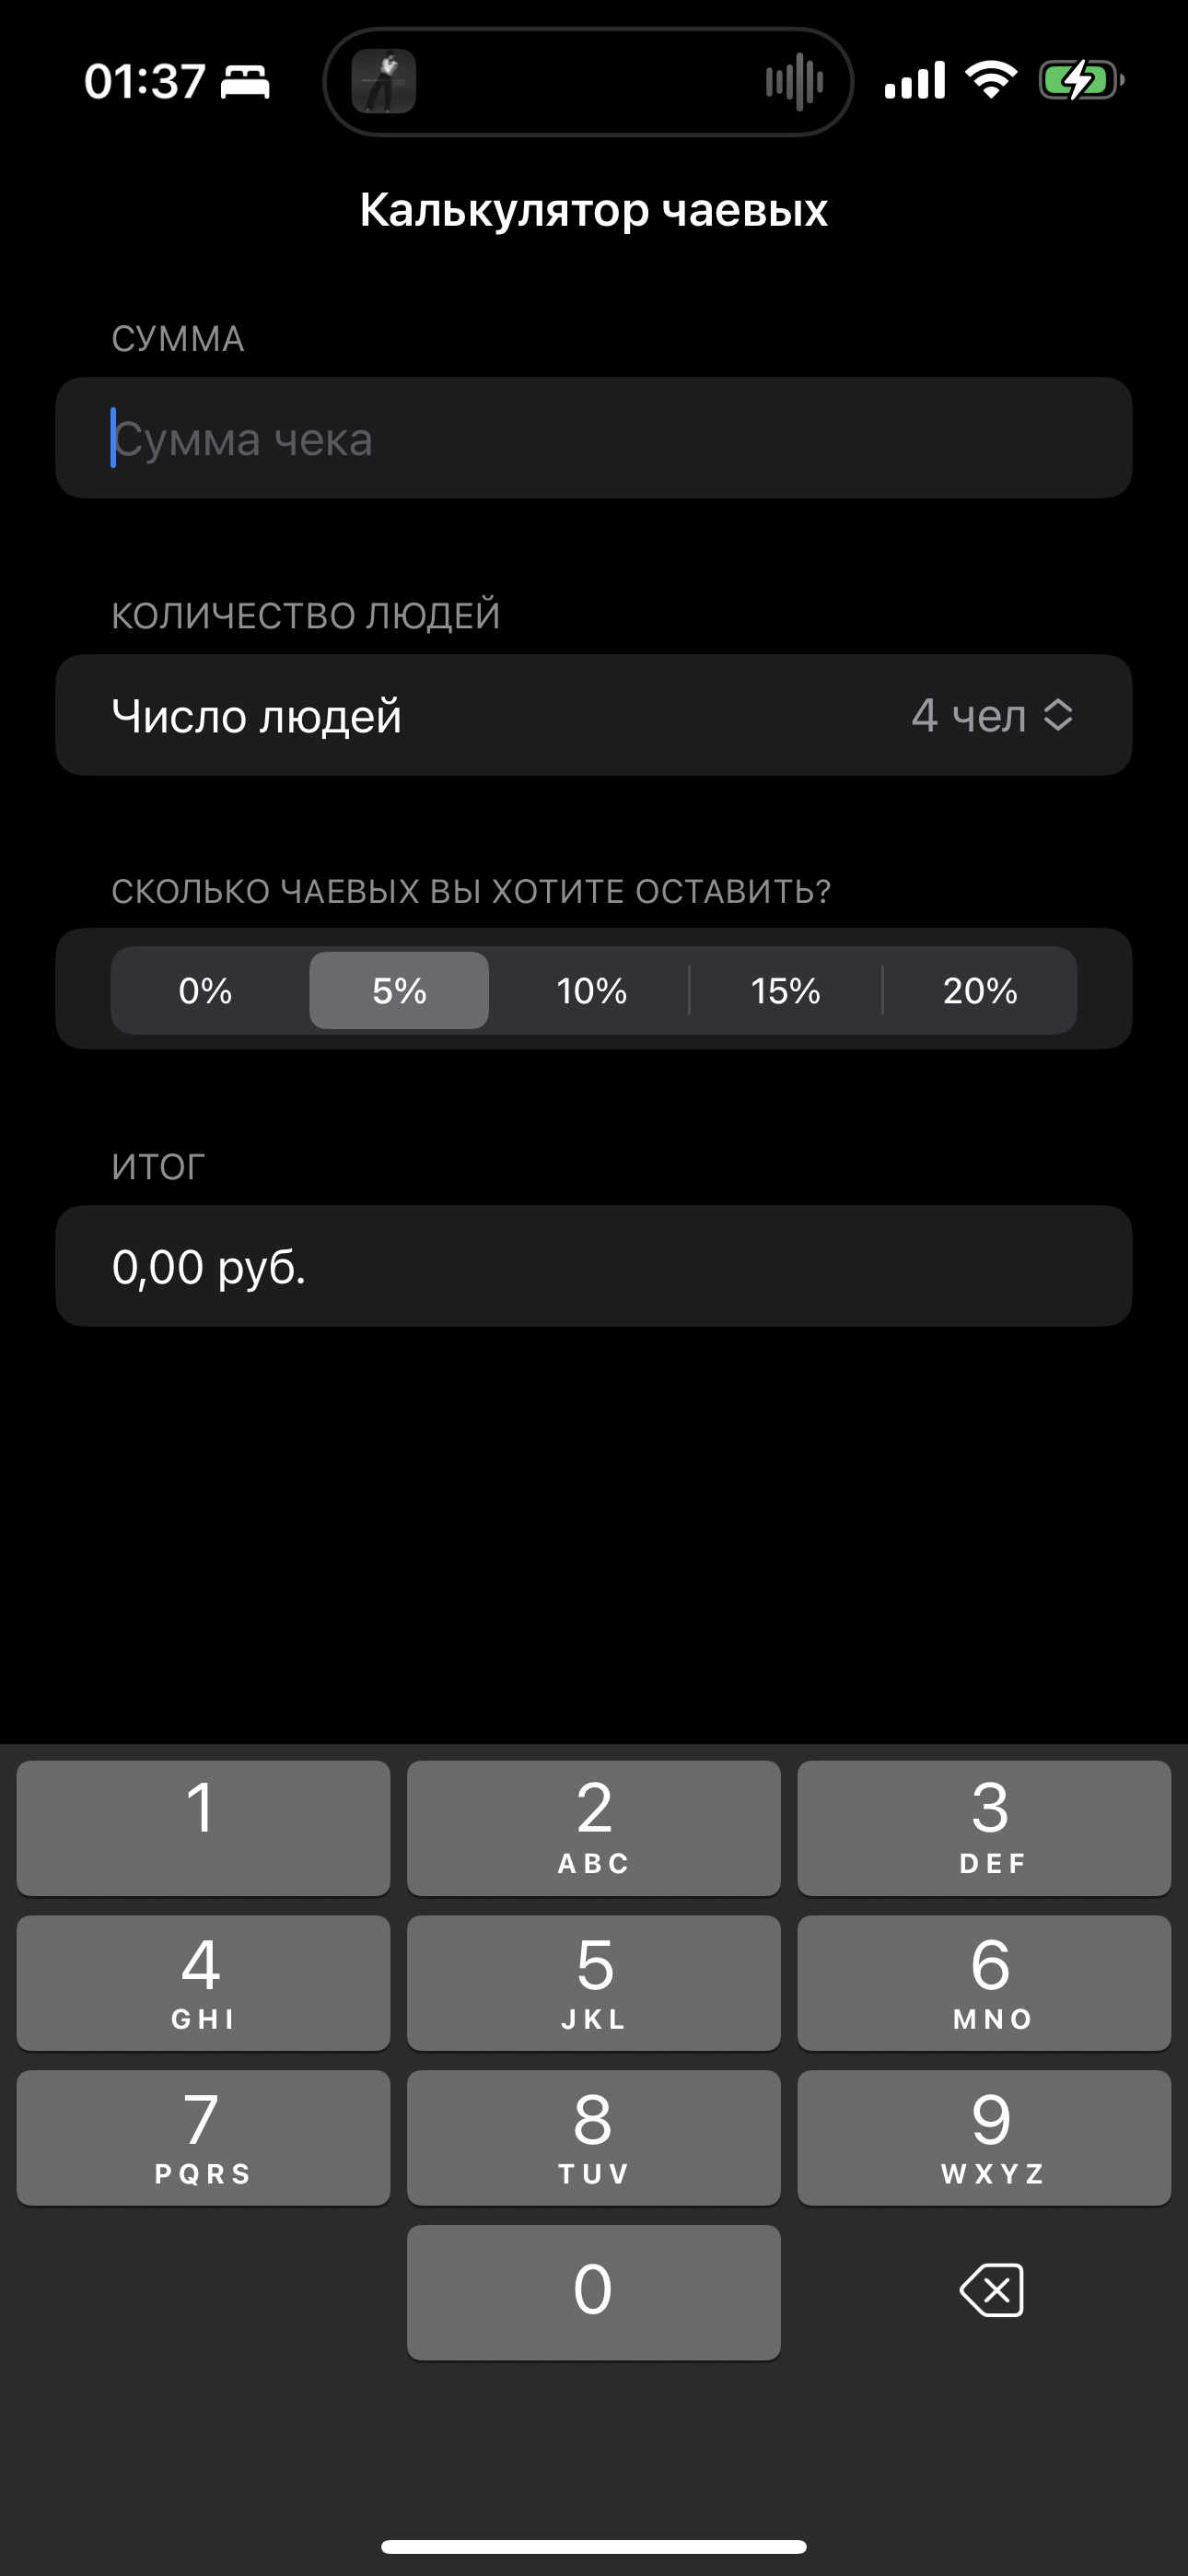 01:37
Калькулятор чаевых
СУММА
Сумма чека
КОЛИЧЕСТВО ЛЮДЕЙ
Число людей 4 чел
СКОЛЬКО ЧАЕВЫХ ВЫ ХОТИТЕ ОСТАВИТЬ?
0% 5% 10% 15% 20%
ИТОГ
0,00 руб.
1 2 3
ABC DEF
4 5 6
GHI JKL MNO
7 8 9
PQRS TUV WXYZ
0